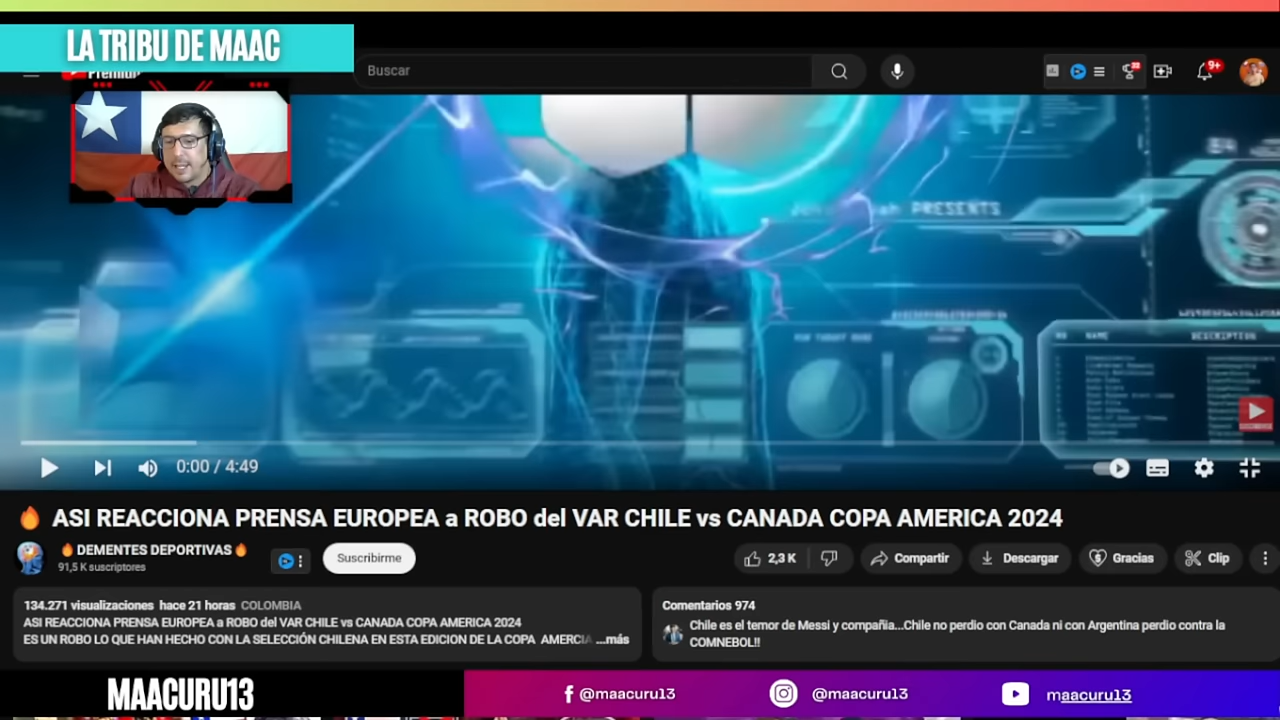 LA TRIBU DE MAAC
Premium
Buscar
9+
PRESENTS
NAME
DESCRIPTION
0:00 / 4:49
ASI REACCIONA PRENSA EUROPEA a ROBO del VAR CHILE vs CANADA COPA AMERICA 2024
DEMENTES DEPORTIVAS
91,5 K suscriptores
Suscribirme
2,3 K
Compartir
Descargar
Gracias
Clip
134.271 visualizaciones hace 21 horas COLOMBIA
ASI REACCIONA PRENSA EUROPEA a ROBO del VAR CHILE vs CANADA COPA AMERICA 2024
ES UN ROBO LO QUE HAN HECHO CON LA SELECCIÓN CHILENA EN ESTA EDICION DE LA COPA AMERCIA ...más
Comentarios 974
Chile es el temor de Messi y compañia...Chile no perdio con Canada ni con Argentina perdio contra la
COMNEBOL!!
MAACURU13
@maacuru13
@maacuru13
maacuru13